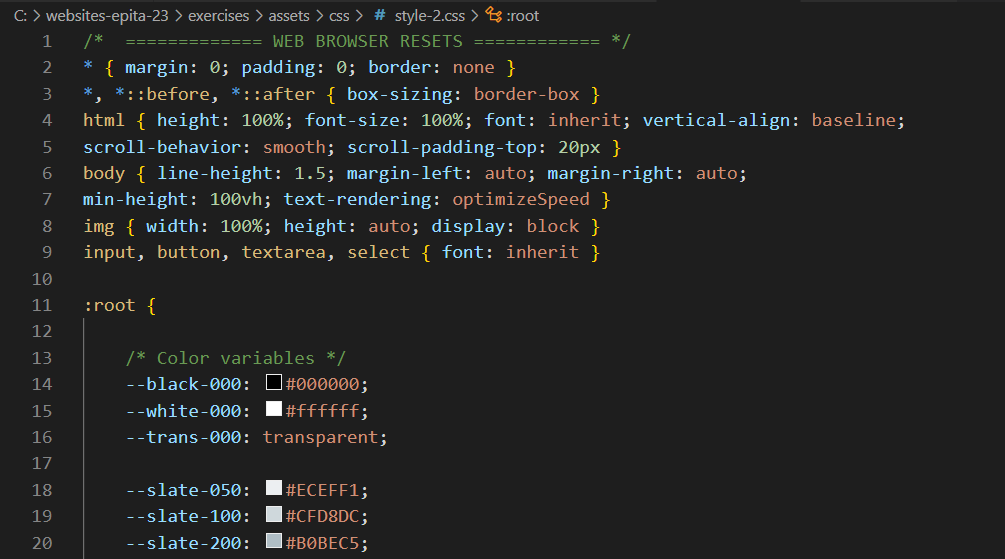 C: > websites-epita-23 > exercises > assets > css > # style-2.css > :root
1 /* ============= WEB BROWSER RESETS ============ */
2 * { margin: 0; padding: 0; border: none }
3 *, *::before, *::after { box-sizing: border-box }
4 html { height: 100%; font-size: 100%; font: inherit; vertical-align: baseline;
5 scroll-behavior: smooth; scroll-padding-top: 20px }
6 body { line-height: 1.5; margin-left: auto; margin-right: auto;
7 min-height: 100vh; text-rendering: optimizeSpeed }
8 img { width: 100%; height: auto; display: block }
9 input, button, textarea, select { font: inherit }
10
11 :root {
12
13 /* Color variables */
14 --black-000: #000000;
15 --white-000: #ffffff;
16 --trans-000: transparent;
17
18 --slate-050: #ECEFF1;
19 --slate-100: #CFD8DC;
20 --slate-200: #B0BEC5;